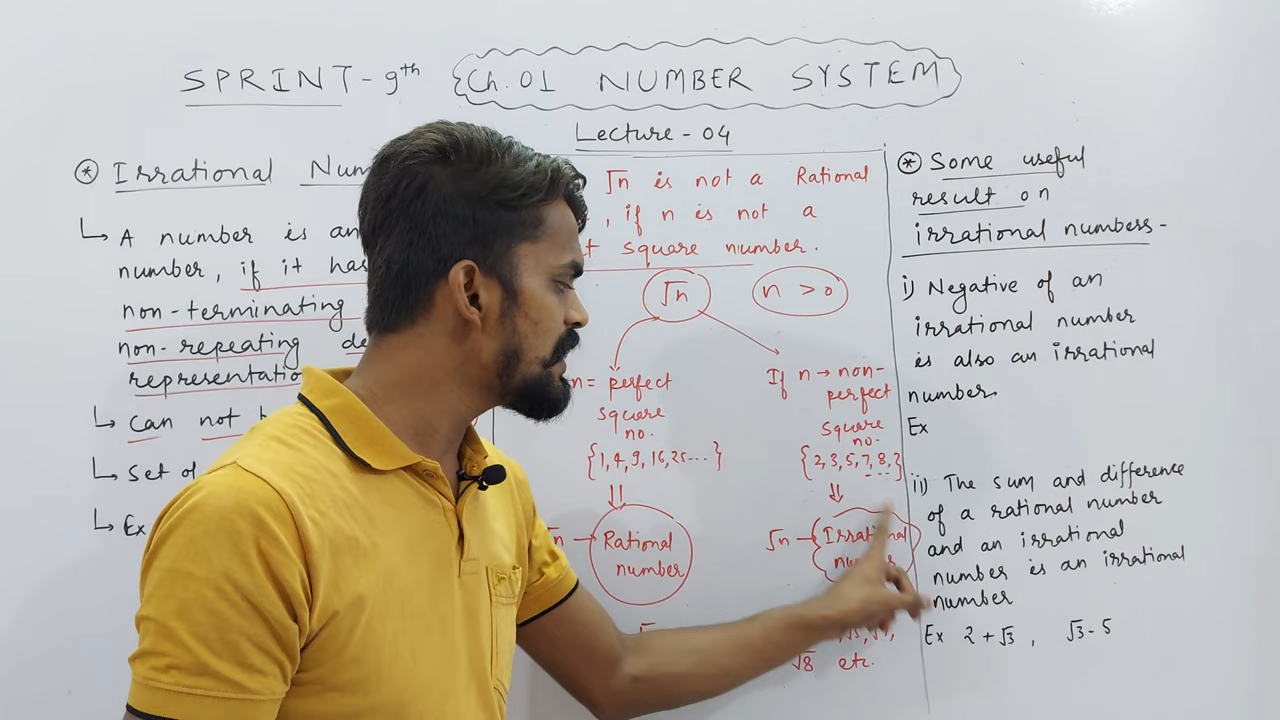 SPRINT - 9th
Ch. 01 NUMBER SYSTEM
Lecture - 04
Irrational
A number is an
number, if it has
non-terminating
non-repeating
can not
Set of
Ex
√n is not a Rational
, if n is not a
square number.
√n
n > 0
n = perfect
square
no.
{1, 4, 9, 16, 25 ...}
⇓
√n → Rational
number
If n → non-
perfect
square
no.
{2, 3, 5, 7, 8, }
...
⇓
√n → Irrational
√8 etc.
Some useful
result on
irrational numbers -
i) Negative of an
irrational number
is also an irrational
number.
Ex
ii) The sum and difference
of a rational number
and an irrational
number is an irrational
number
Ex 2 + √3 , √3 - 5